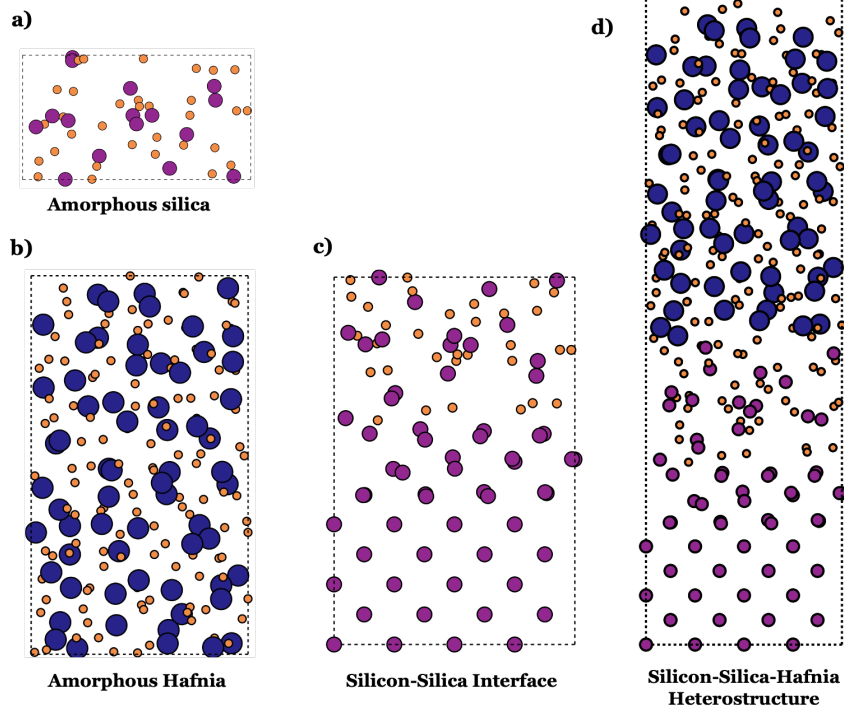 a)
Amorphous silica
b)
Amorphous Hafnia
c)
Silicon-Silica Interface
d)
Silicon-Silica-Hafnia
Heterostructure